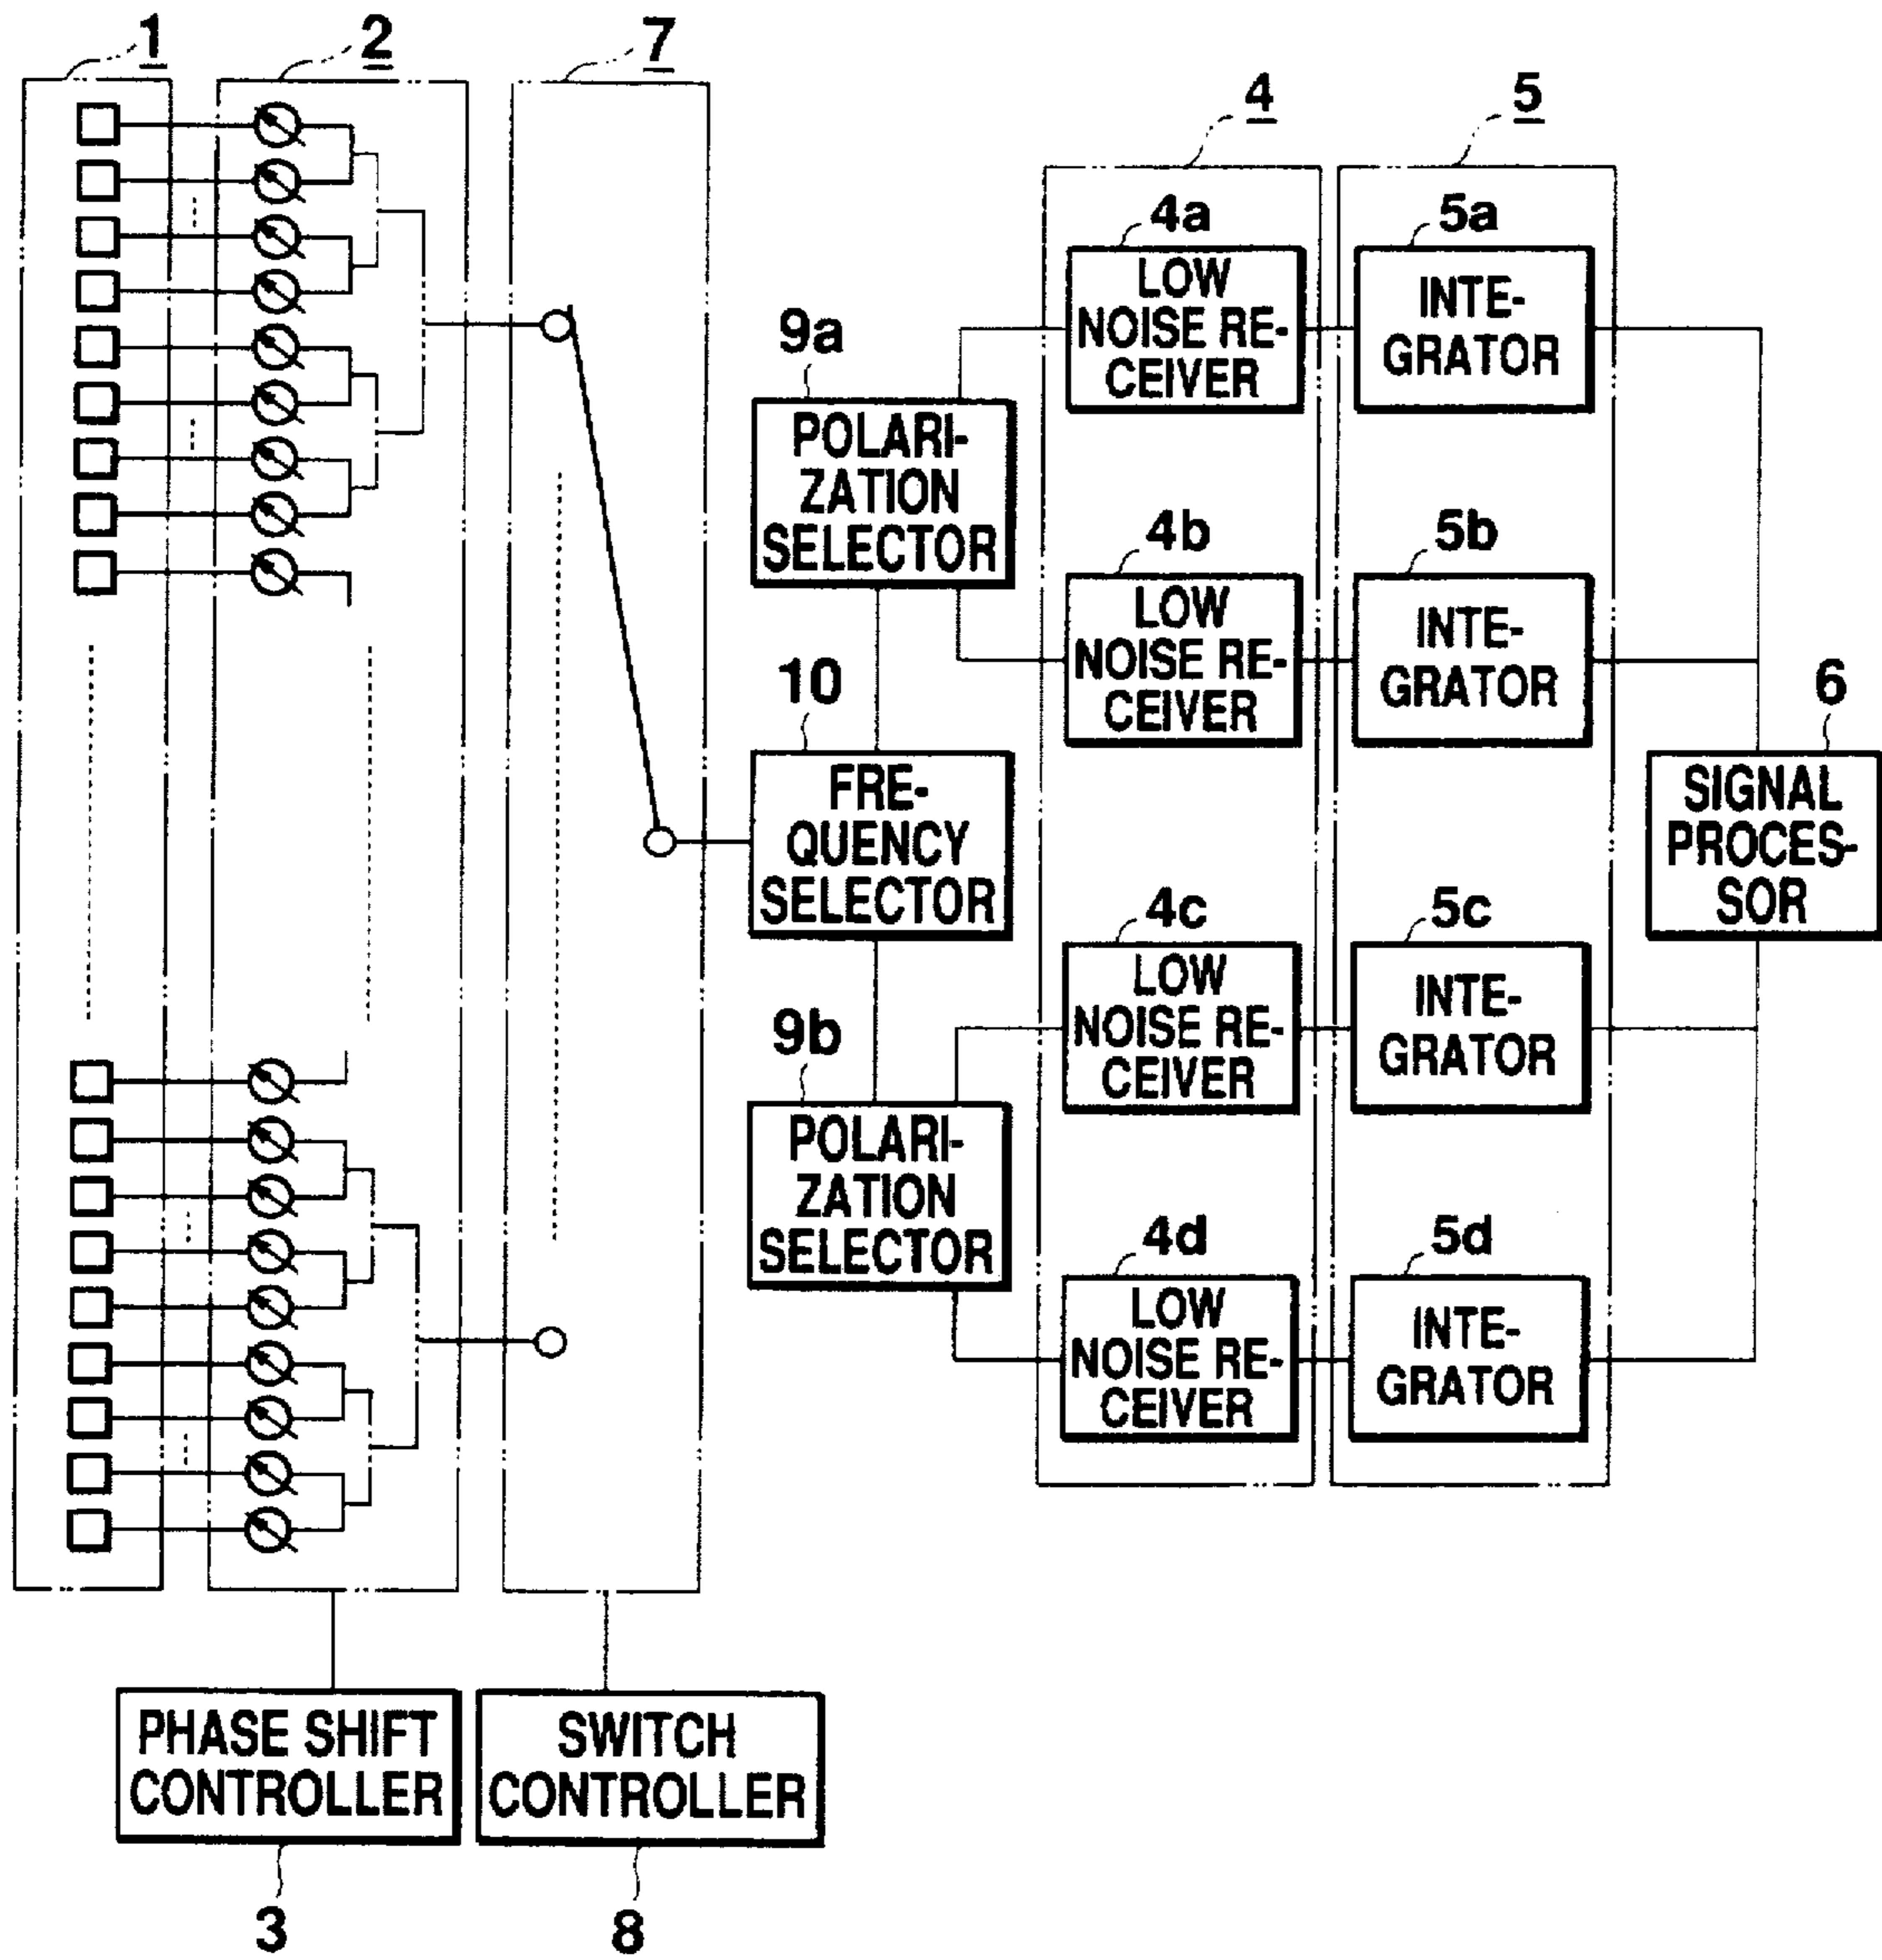 1
2
7
4
5
4a
5a
LOW
NOISE RE-
CEIVER
INTE-
GRATOR
9a
POLARI-
ZATION
SELECTOR
4b
5b
LOW
NOISE RE-
CEIVER
INTE-
GRATOR
10
FRE-
QUENCY
SELECTOR
6
SIGNAL
PROCES-
SOR
4c
5c
LOW
NOISE RE-
CEIVER
INTE-
GRATOR
9b
POLARI-
ZATION
SELECTOR
4d
5d
LOW
NOISE RE-
CEIVER
INTE-
GRATOR
PHASE SHIFT
CONTROLLER
SWITCH
CONTROLLER
3
8